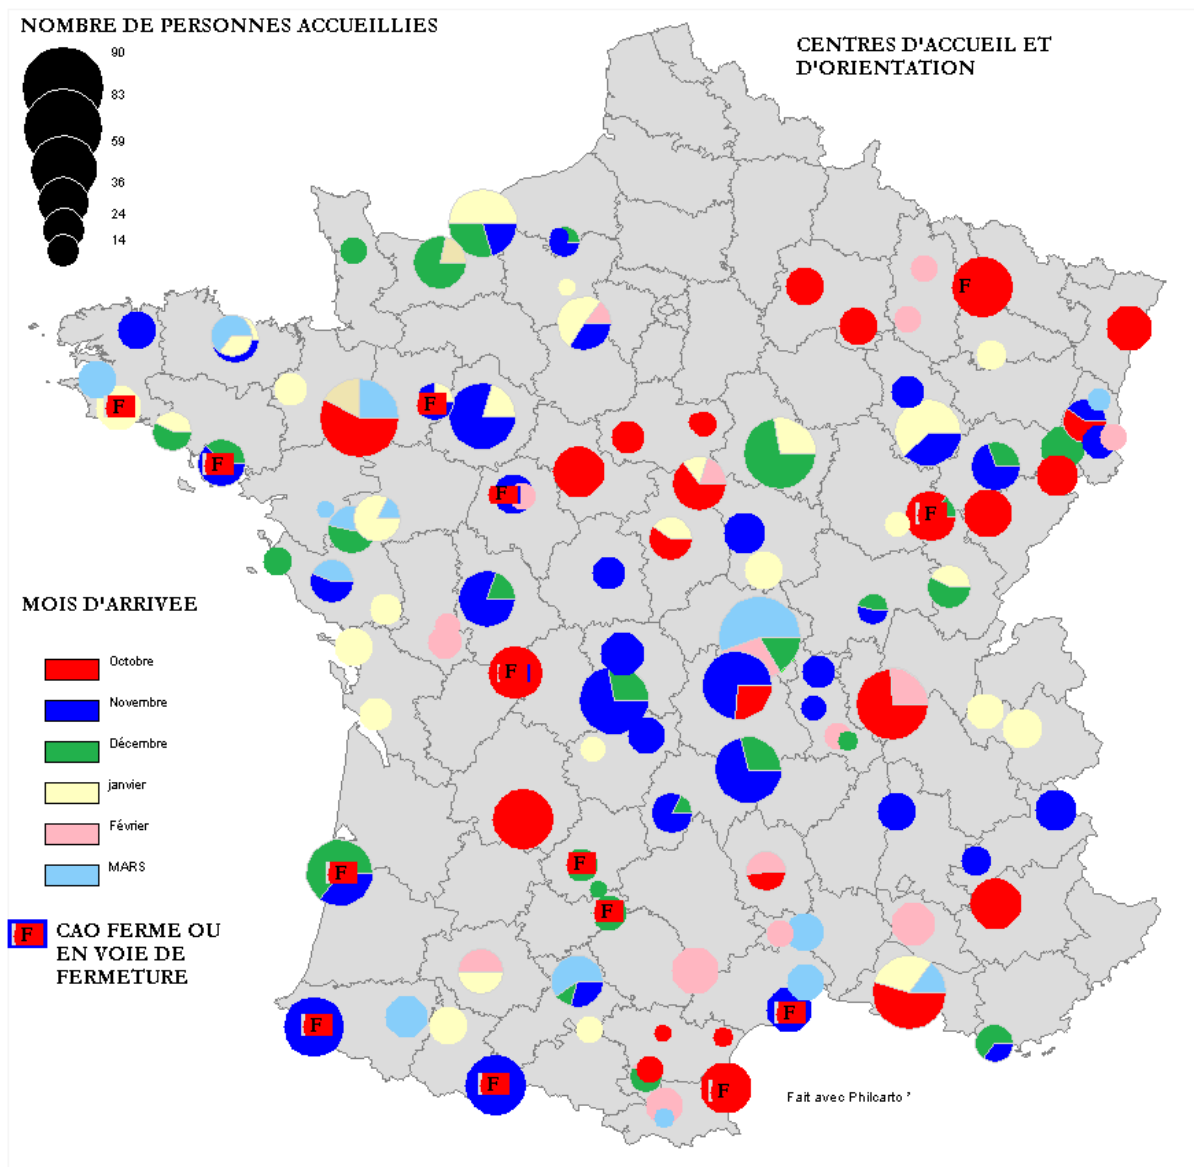 NOMBRE DE PERSONNES ACCUEILLIES
90
83
59
36
24
14
CENTRES D'ACCUEIL ET
D'ORIENTATION
F
F
F
F
F
F
F
MOIS D'ARRIVEE
Octobre
Novembre
Décembre
janvier
Février
MARS
F
F
F
F
CAO FERME OU
EN VOIE DE
FERMETURE
F
F
F
F
F
Fait avec Philcarto